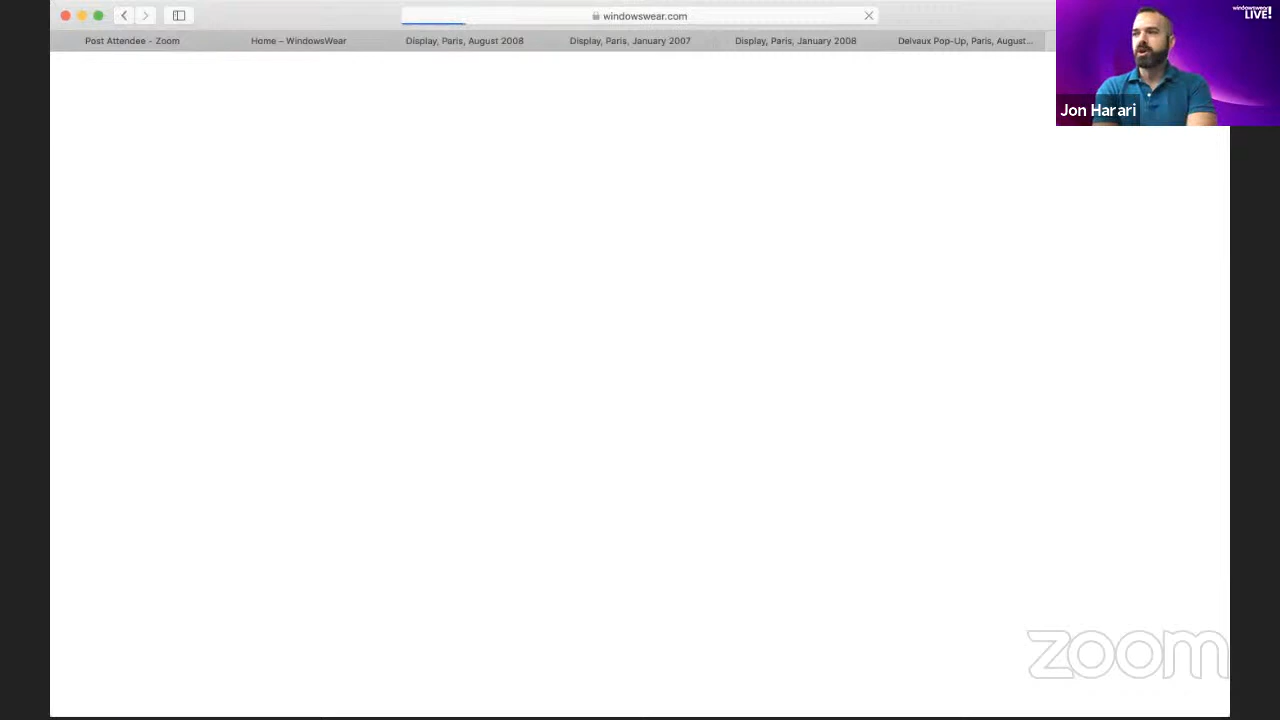 windowswear.com
Post Attendee - Zoom
Home – WindowsWear
Display, Paris, August 2008
Display, Paris, January 2007
Display, Paris, January 2008
Delvaux Pop-Up, Paris, August...
windowswear
LIVE!
Jon Harari
zoom